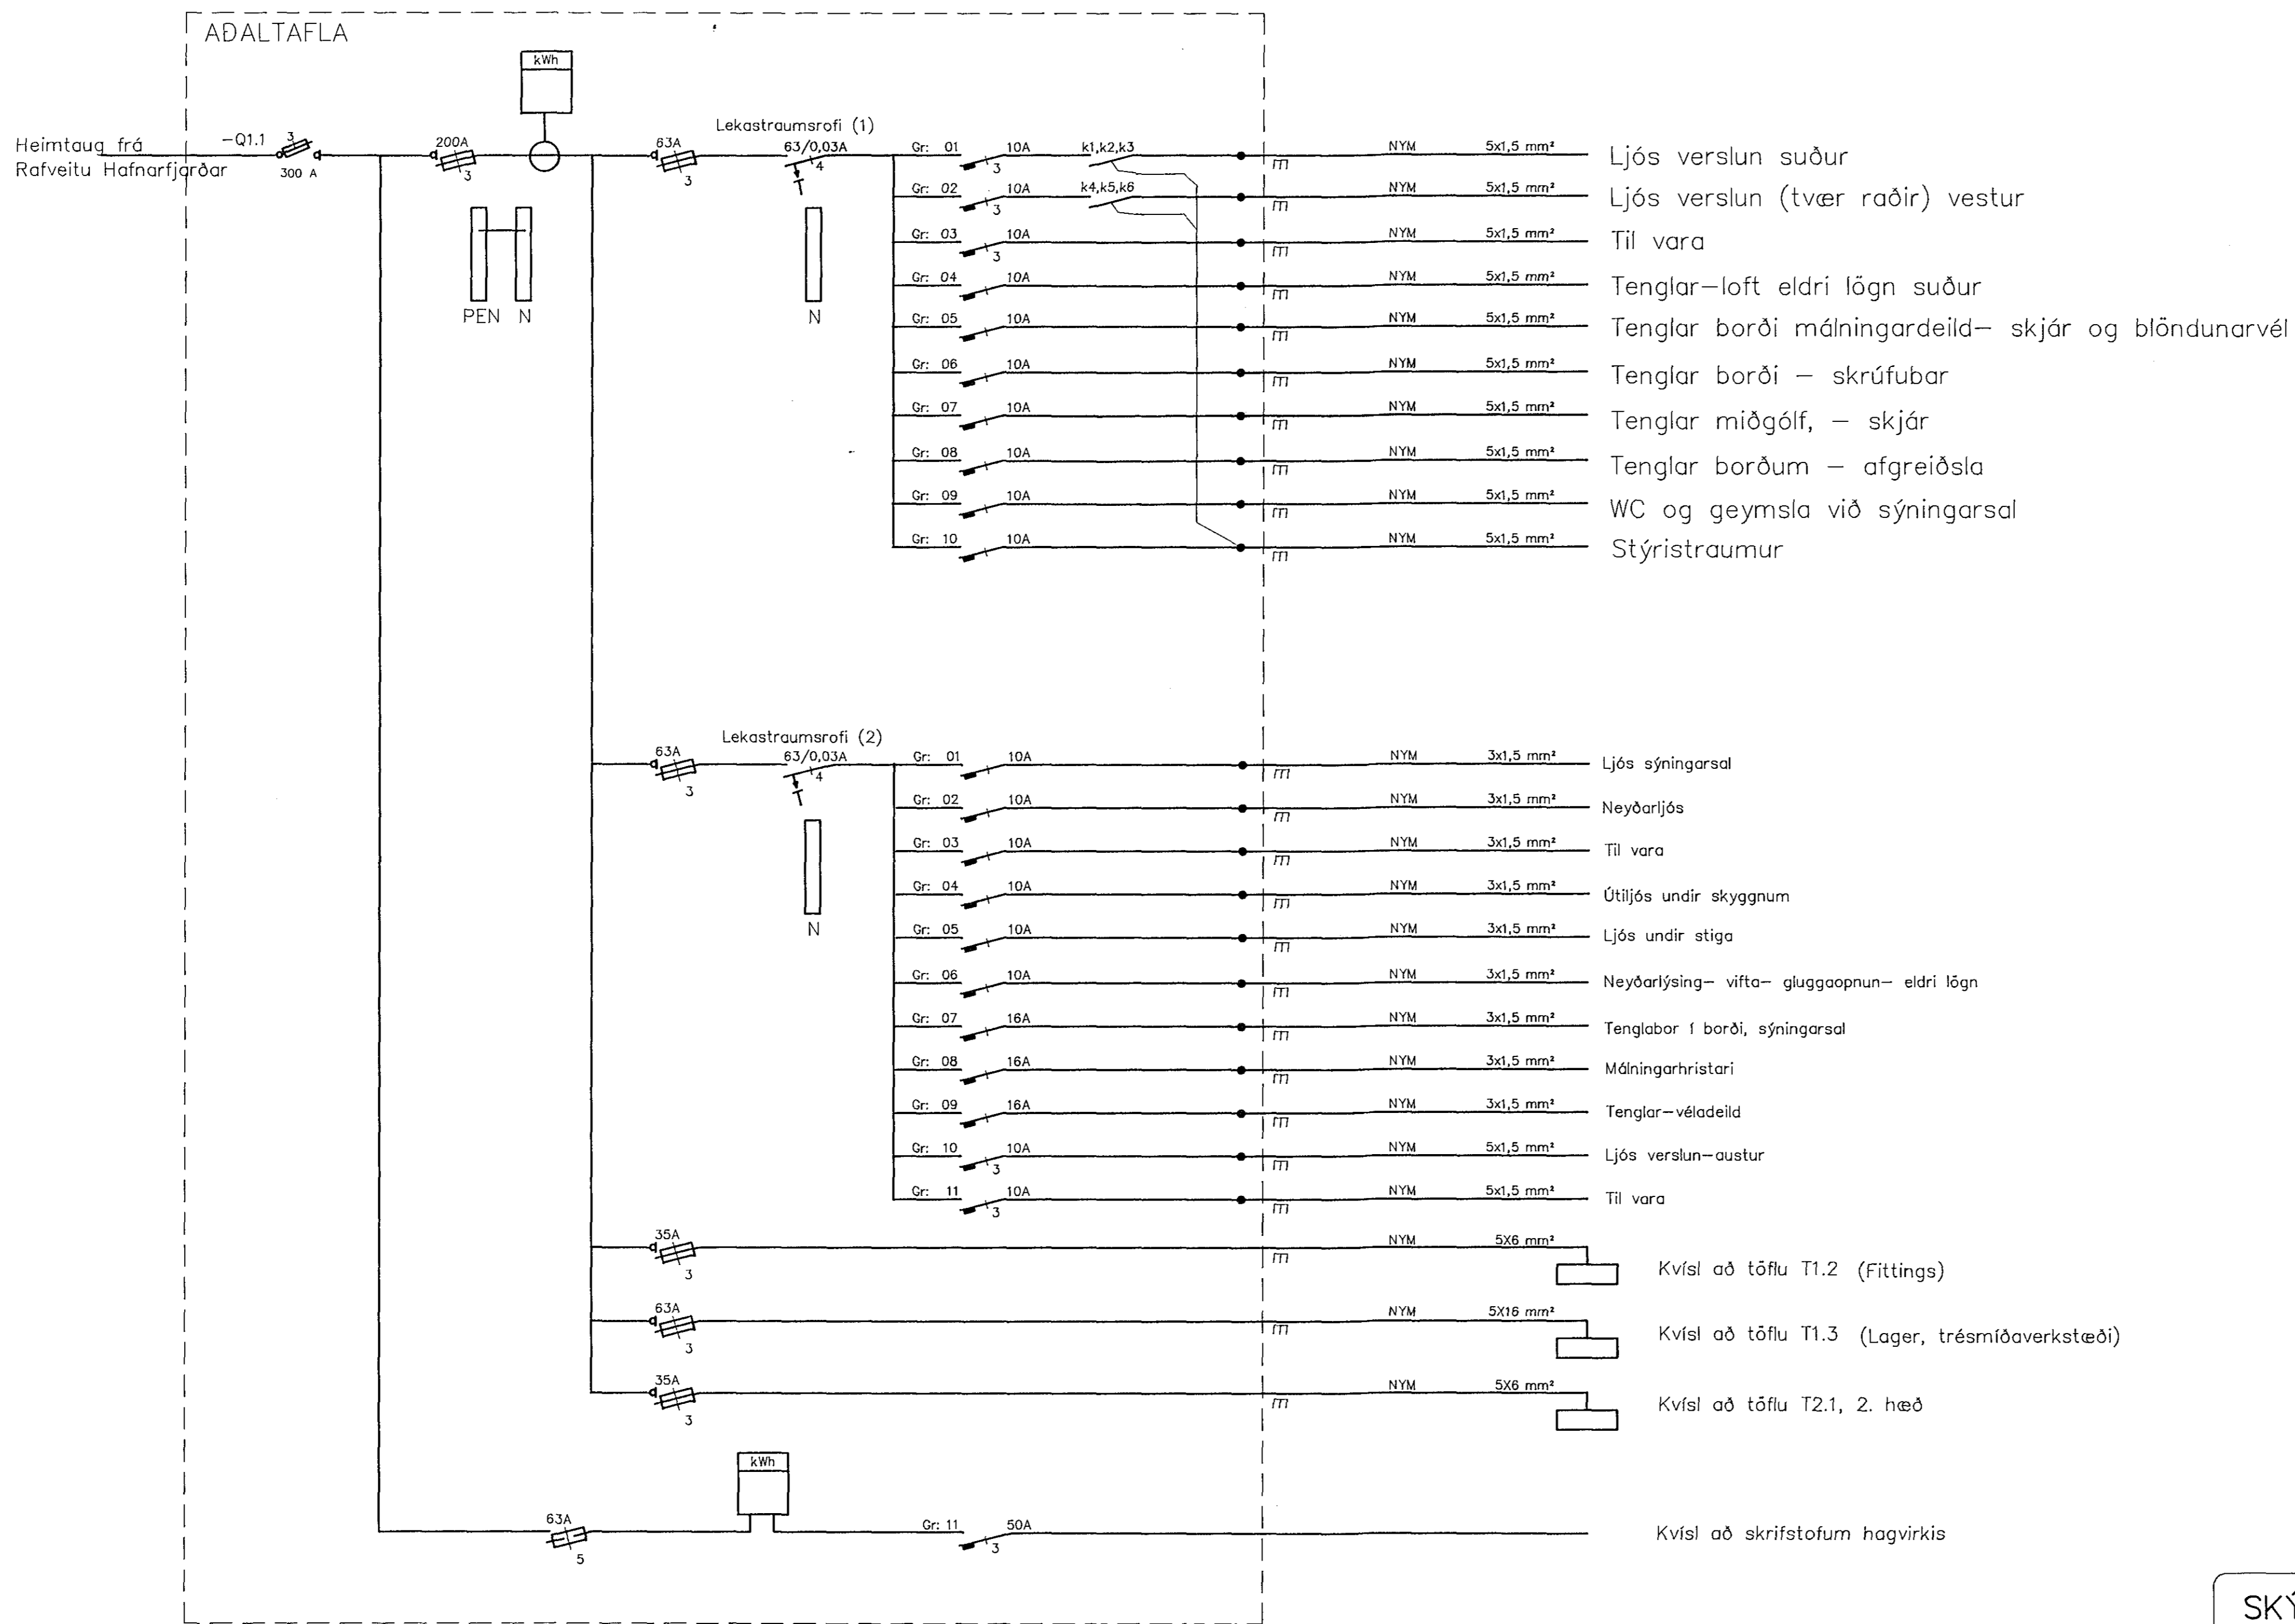 AÐALTAFLA
kWh
Heimtaug frá
Rafveitu Hafnarfjarðar
-Q1.1
3
300 A
200A
3
PEN N
63A
3
Lekastraumsrofi (1)
63/0,03A
4
N
Gr: 01 3 10A k1,k2,k3 NYM 5x1,5 mm² Ljós verslun suður
Gr: 02 3 10A k4,k5,k6 NYM 5x1,5 mm² Ljós verslun (tvær raðir) vestur
Gr: 03 3 10A NYM 5x1,5 mm² Til vara
Gr: 04 10A NYM 5x1,5 mm² Tenglar-loft eldri lögn suður
Gr: 05 10A NYM 5x1,5 mm² Tenglar borði málningardeild- skjár og blöndunarvél
Gr: 06 10A NYM 5x1,5 mm² Tenglar borði - skrúfubar
Gr: 07 10A NYM 5x1,5 mm² Tenglar miðgólf, - skjár
Gr: 08 10A NYM 5x1,5 mm² Tenglar borðum - afgreiðsla
Gr: 09 10A NYM 5x1,5 mm² WC og geymsla við sýningarsal
Gr: 10 10A NYM 5x1,5 mm² Stýristraumur
63A
3
Lekastraumsrofi (2)
63/0,03A
4
N
Gr: 01 10A NYM 3x1,5 mm² Ljós sýningarsal
Gr: 02 10A NYM 3x1,5 mm² Neyðarljós
Gr: 03 10A NYM 3x1,5 mm² Til vara
Gr: 04 10A NYM 3x1,5 mm² Útiljós undir skyggnum
Gr: 05 10A NYM 3x1,5 mm² Ljós undir stiga
Gr: 06 10A NYM 3x1,5 mm² Neyðarlýsing- vifta- gluggaopnun- eldri lögn
Gr: 07 16A NYM 3x1,5 mm² Tenglabor í borði, sýningarsal
Gr: 08 16A NYM 3x1,5 mm² Málningarhristari
Gr: 09 16A NYM 3x1,5 mm² Tenglar-véladeild
Gr: 10 3 10A NYM 5x1,5 mm² Ljós verslun-austur
Gr: 11 3 10A NYM 5x1,5 mm² Til vara
35A 3 NYM 5X6 mm² Kvísl að töflu T1.2 (Fittings)
63A 3 NYM 5X16 mm² Kvísl að töflu T1.3 (Lager, trésmíðaverkstæði)
35A 3 NYM 5X6 mm² Kvísl að töflu T2.1, 2. hæð
kWh
63A 5 Gr: 11 3 50A Kvísl að skrifstofum hagvirkis